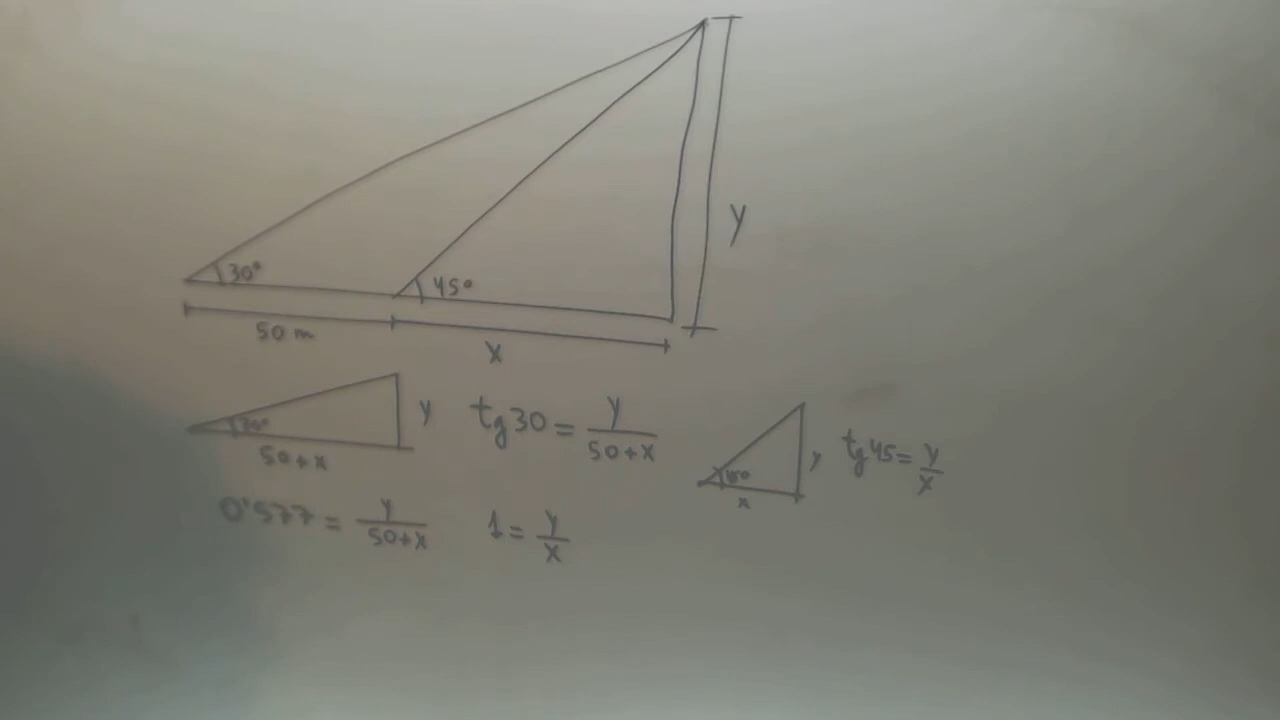 y
30°
45°
50 m
x
30°
y
50+x
tg30 = y/50+x
45°
y
x
tg45 = y/x
0'577 = y/50+x
1 = y/x